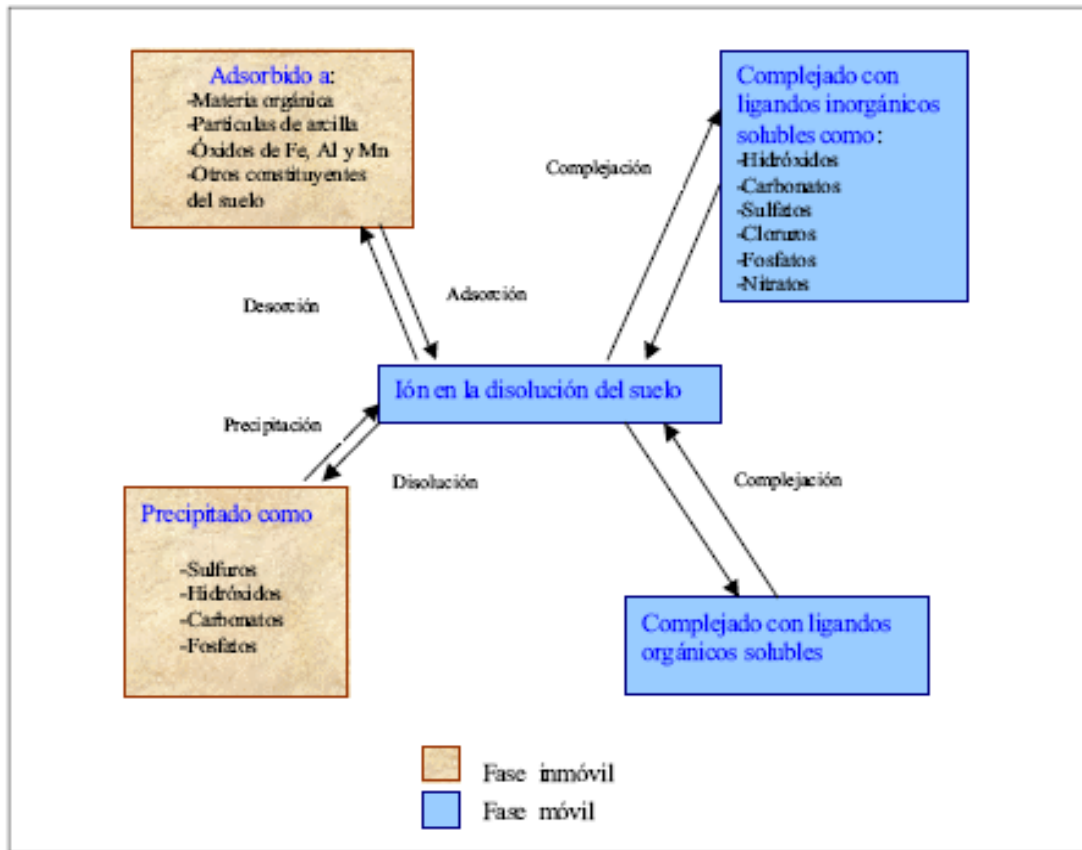 Adsorbido a:
-Materia orgánica
-Partículas de arcilla
-Óxidos de Fe, Al y Mn
-Otros constituyentes
del suelo
Complejado con
ligandos inorgánicos
solubles como:
-Hidróxidos
-Carbonatos
-Sulfatos
-Cloruros
-Fosfatos
-Nitratos
Complejación
Desorción
Adsorción
Ión en la disolución del suelo
Precipitación
Disolución
Complejación
Precipitado como
-Sulfuros
-Hidróxidos
-Carbonatos
-Fosfatos
Complejado con ligandos
orgánicos solubles
Fase inmóvil
Fase móvil